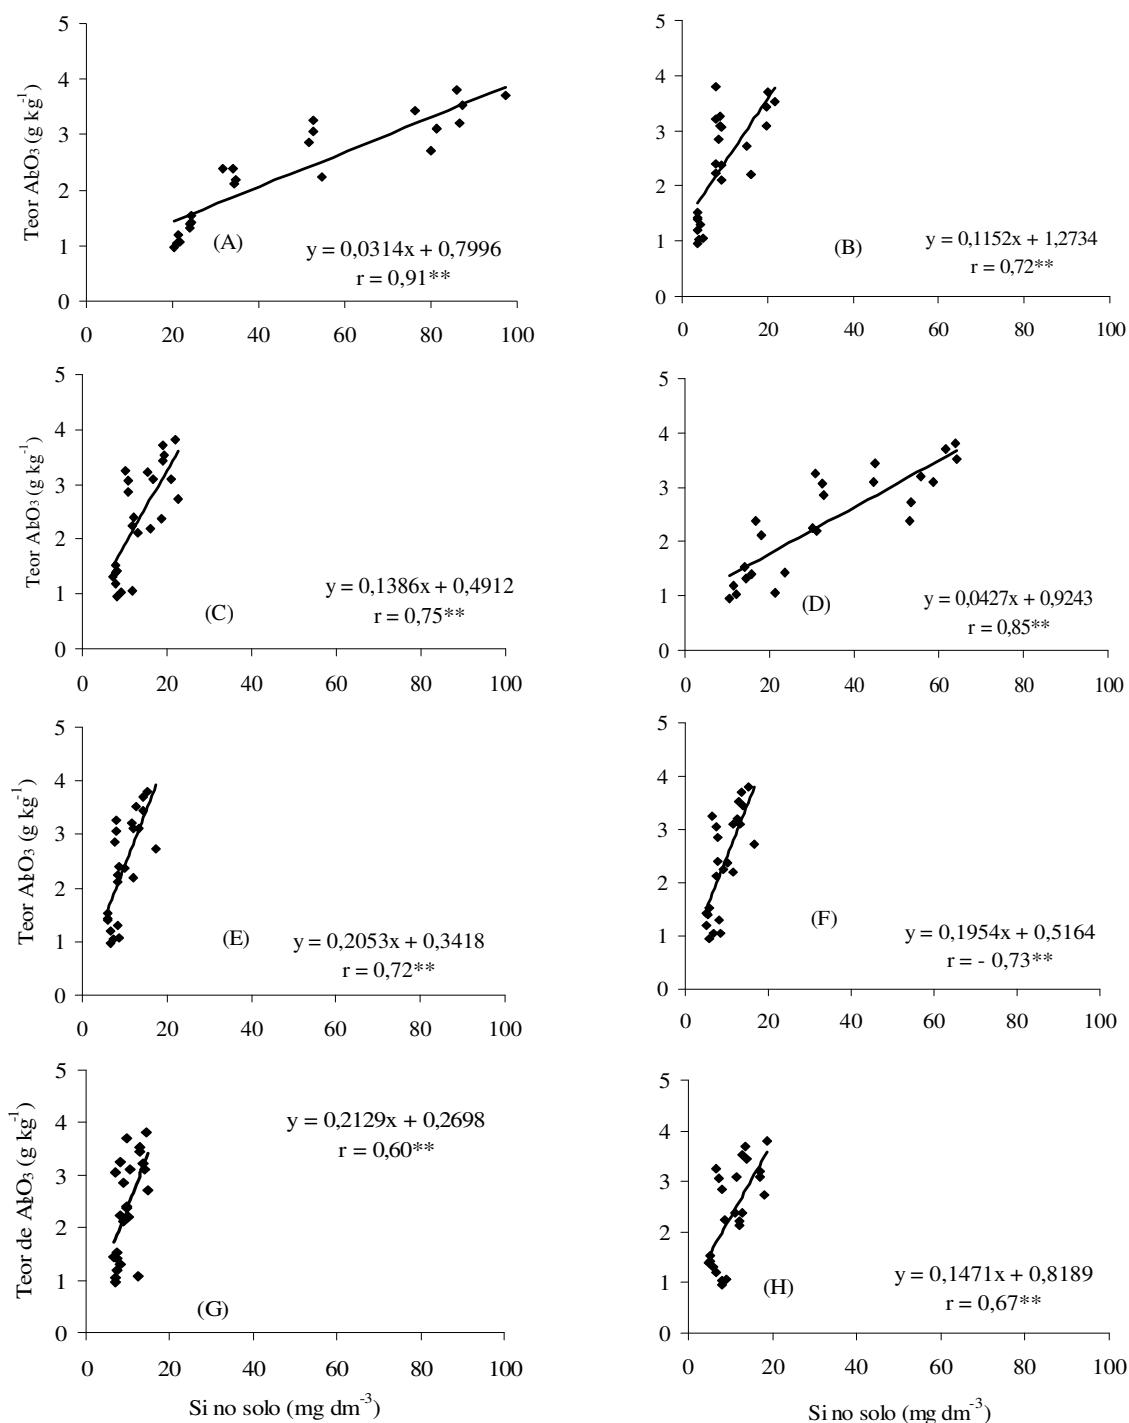 5
4
3
2
1
0
Teor Al2O3 (g kg-1)
(A)
y = 0,0314x + 0,7996
r = 0,91**
0 20 40 60 80 100
5
4
3
2
1
0
(B)
y = 0,1152x + 1,2734
r = 0,72**
0 20 40 60 80 100
5
4
3
2
1
0
Teor Al2O3 (g kg-1)
(C)
y = 0,1386x + 0,4912
r = 0,75**
0 20 40 60 80 100
5
4
3
2
1
0
(D)
y = 0,0427x + 0,9243
r = 0,85**
0 20 40 60 80 100
5
4
3
2
1
0
Teor Al2O3 (g kg-1)
(E)
y = 0,2053x + 0,3418
r = 0,72**
0 20 40 60 80 100
5
4
3
2
1
0
(F)
y = 0,1954x + 0,5164
r = - 0,73**
0 20 40 60 80 100
5
4
3
2
1
0
Teor de Al2O3 (g kg-1)
y = 0,2129x + 0,2698
r = 0,60**
(G)
0 20 40 60 80 100
Si no solo (mg dm-3)
5
4
3
2
1
0
(H)
y = 0,1471x + 0,8189
r = 0,67**
0 20 40 60 80 100
Si no solo (mg dm-3)